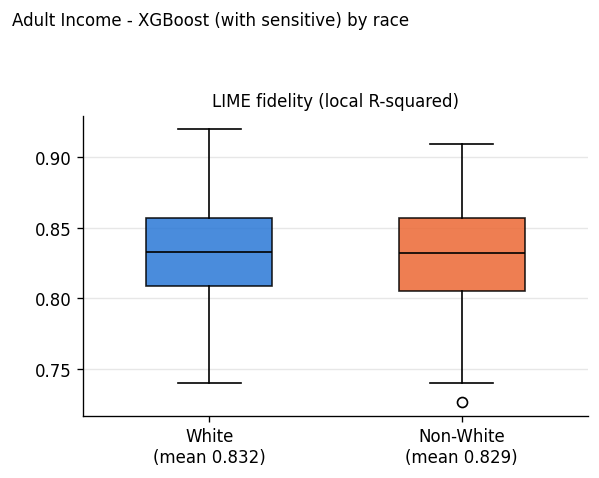 Adult Income - XGBoost (with sensitive) by race
LIME fidelity (local R-squared)
0.90
0.85
0.80
0.75
White
(mean 0.832)
Non-White
(mean 0.829)